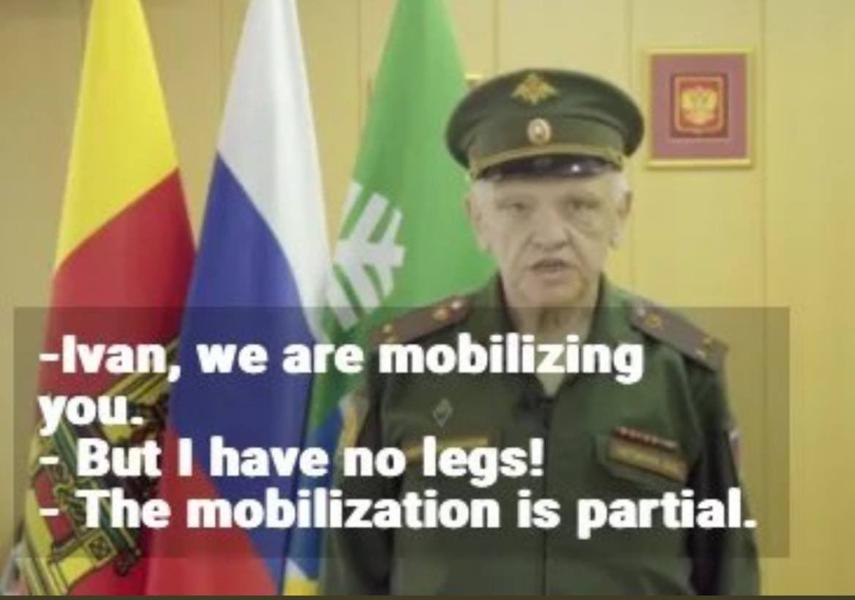 -Ivan, we are mobilizing
you.
- But I have no legs!
- The mobilization is partial.